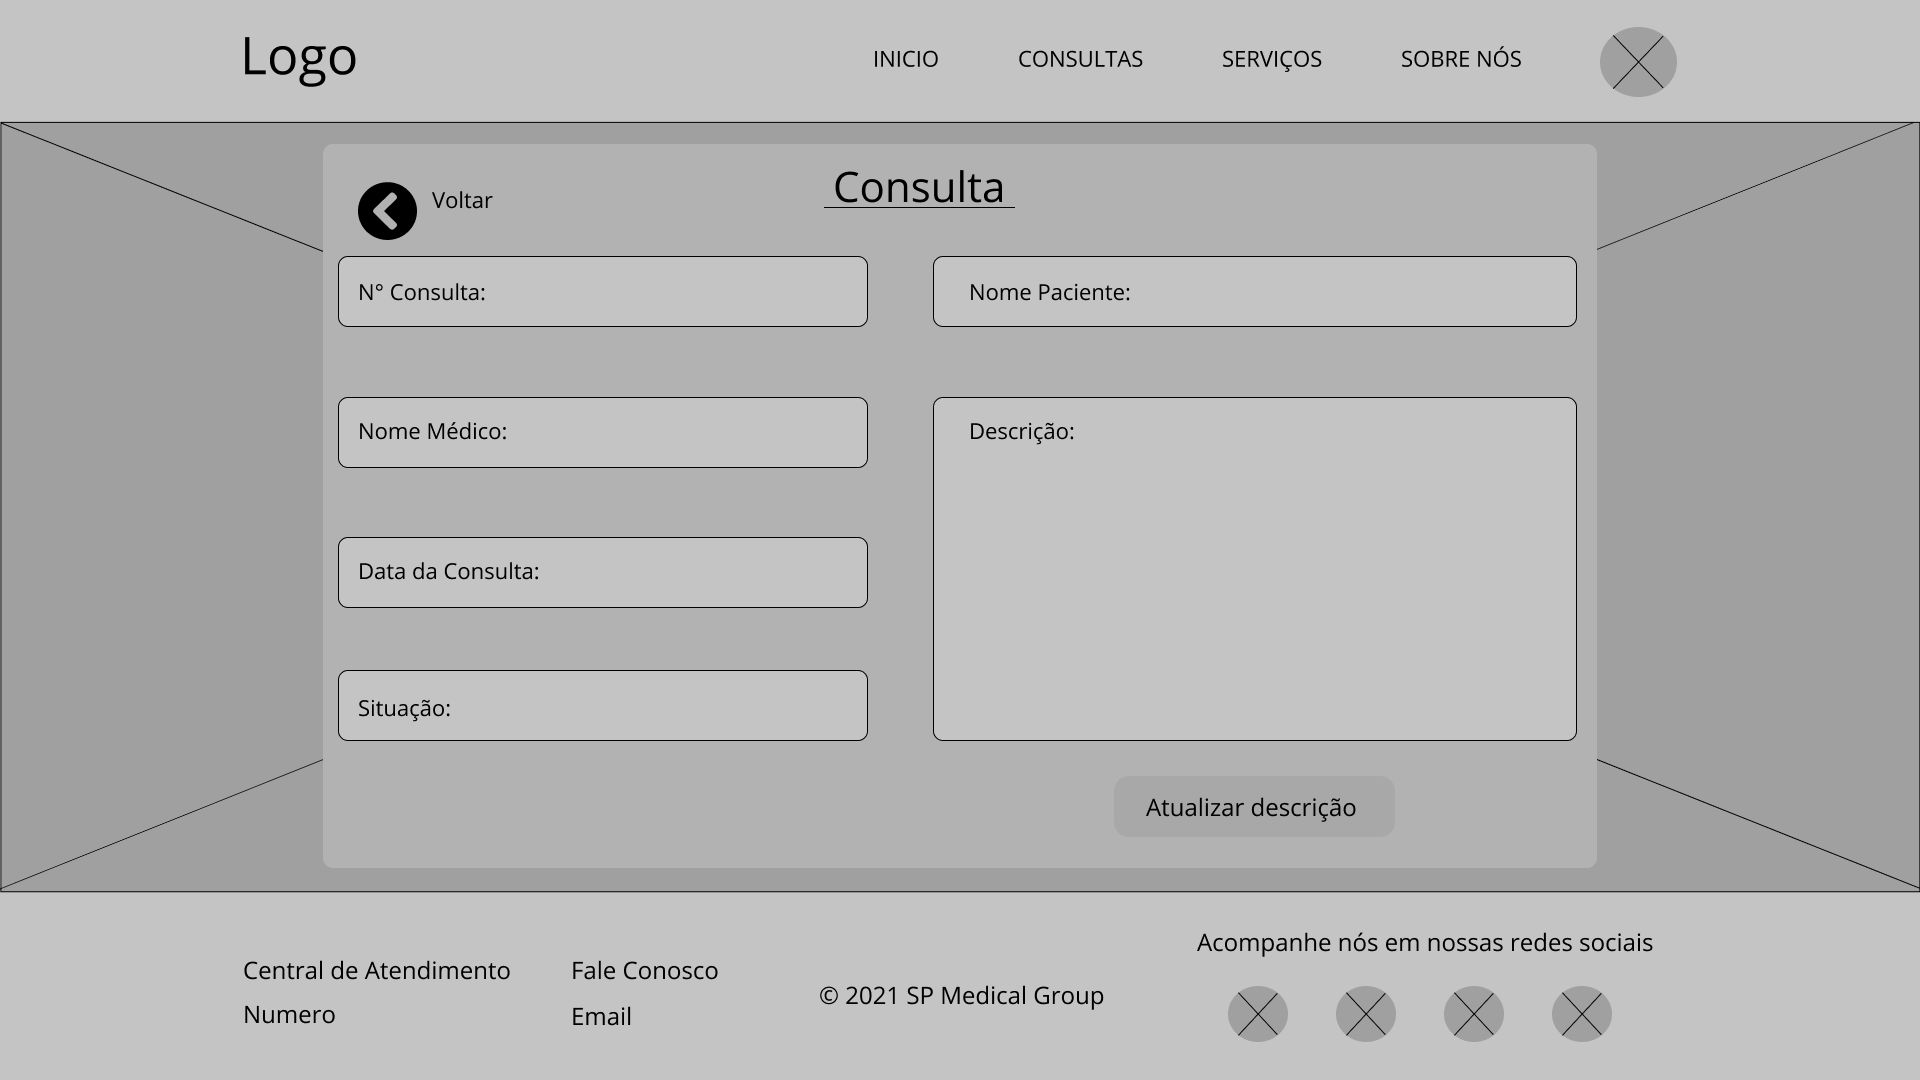 Logo
INICIO
CONSULTAS
SERVIÇOS
SOBRE NÓS
Voltar
Consulta
N° Consulta:
Nome Paciente:
Nome Médico:
Descrição:
Data da Consulta:
Situação:
Atualizar descrição
Central de Atendimento
Numero
Fale Conosco
Email
© 2021 SP Medical Group
Acompanhe nós em nossas redes sociais